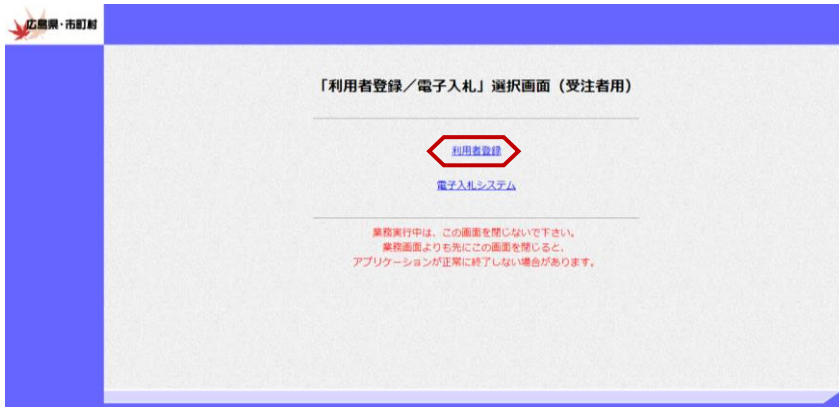 広島県・市町村
「利用者登録／電子入札」選択画面（受注者用）
利用者登録
電子入札システム
業務実行中は、この画面を閉じないで下さい。
業務画面よりも先にこの画面を閉じると、
アプリケーションが正常に終了しない場合があります。